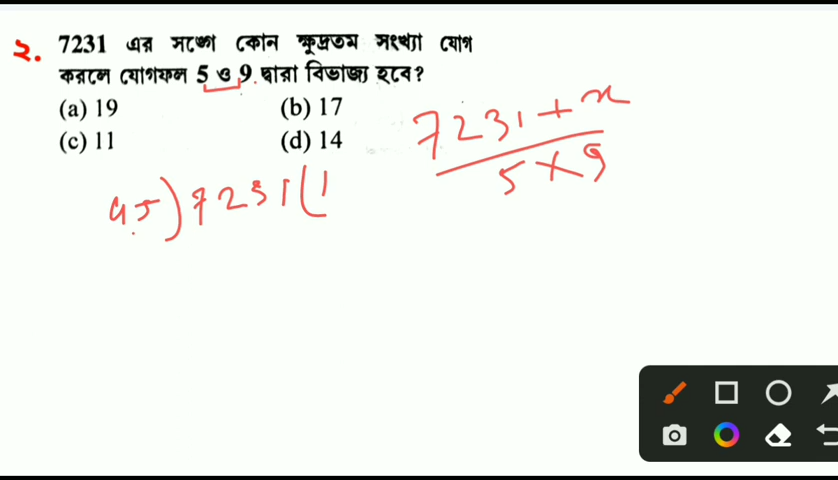 ২. 7231 এর সঙ্গে কোন ক্ষুদ্রতম সংখ্যা যোগ
করলে যোগফল 5 ও 9 দ্বারা বিভাজ্য হবে?
(a) 19 (b) 17
(c) 11 (d) 14
7231 + x
5 × 9
45)7231(1